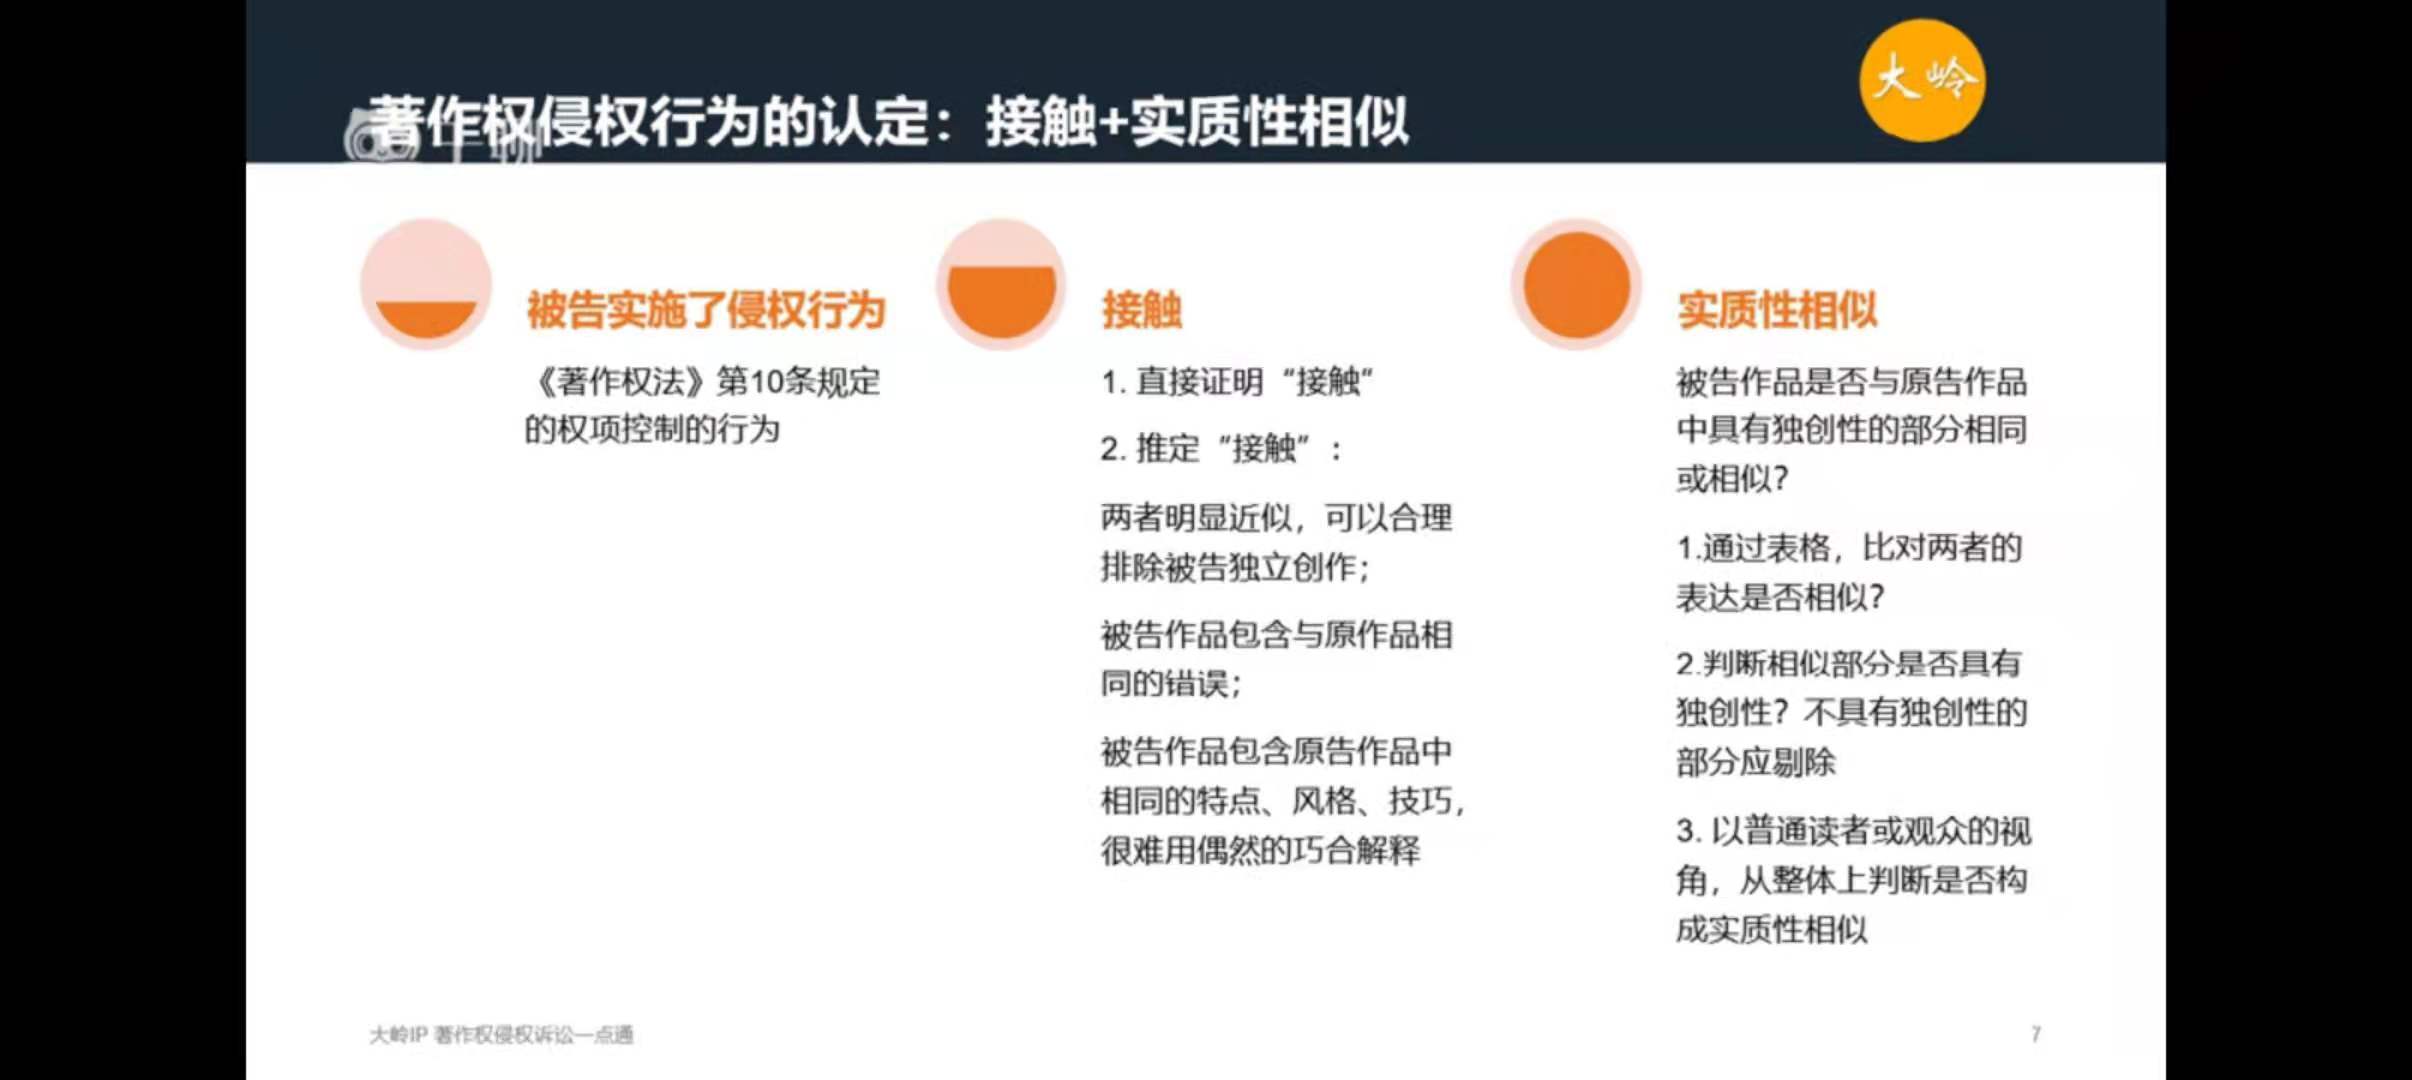 著作权侵权行为的认定：接触+实质性相似
大岭
被告实施了侵权行为
《著作权法》第10条规定
的权项控制的行为
接触
1. 直接证明“接触”
2. 推定“接触”：
两者明显近似，可以合理
排除被告独立创作；
被告作品包含与原作品相
同的错误；
被告作品包含原告作品中
相同的特点、风格、技巧，
很难用偶然的巧合解释
实质性相似
被告作品是否与原告作品
中具有独创性的部分相同
或相似？
1.通过表格，比对两者的
表达是否相似？
2.判断相似部分是否具有
独创性？不具有独创性的
部分应剔除
3. 以普通读者或观众的视
角，从整体上判断是否构
成实质性相似
大岭IP 著作权侵权诉讼一点通
7